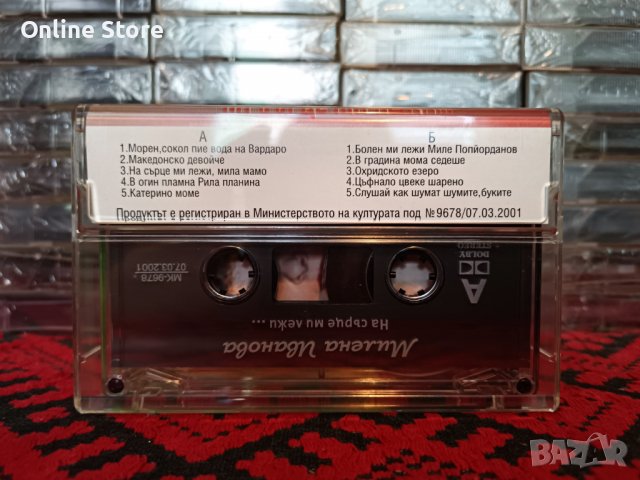 Online Store
А
1.Морен,сокол пие вода на Вардаро
2.Македонско девойче
3.На сърце ми лежи, мила мамо
4.В огин пламна Рила планина
5.Катерино моме
Б
1.Болен ми лежи Миле Попйорданов
2.В градина мома седеше
3.Охридското езеро
4.Цъфнало цвеке шарено
5.Слушай как шумат шумите,буките
Продуктът е регистриран в Министерството на културата под №9678/07.03.2001
МК-9678
07.03.2001
А
DOLBY
STEREO
На сърце ми лежи ...
Милена Иванова
BAZAR